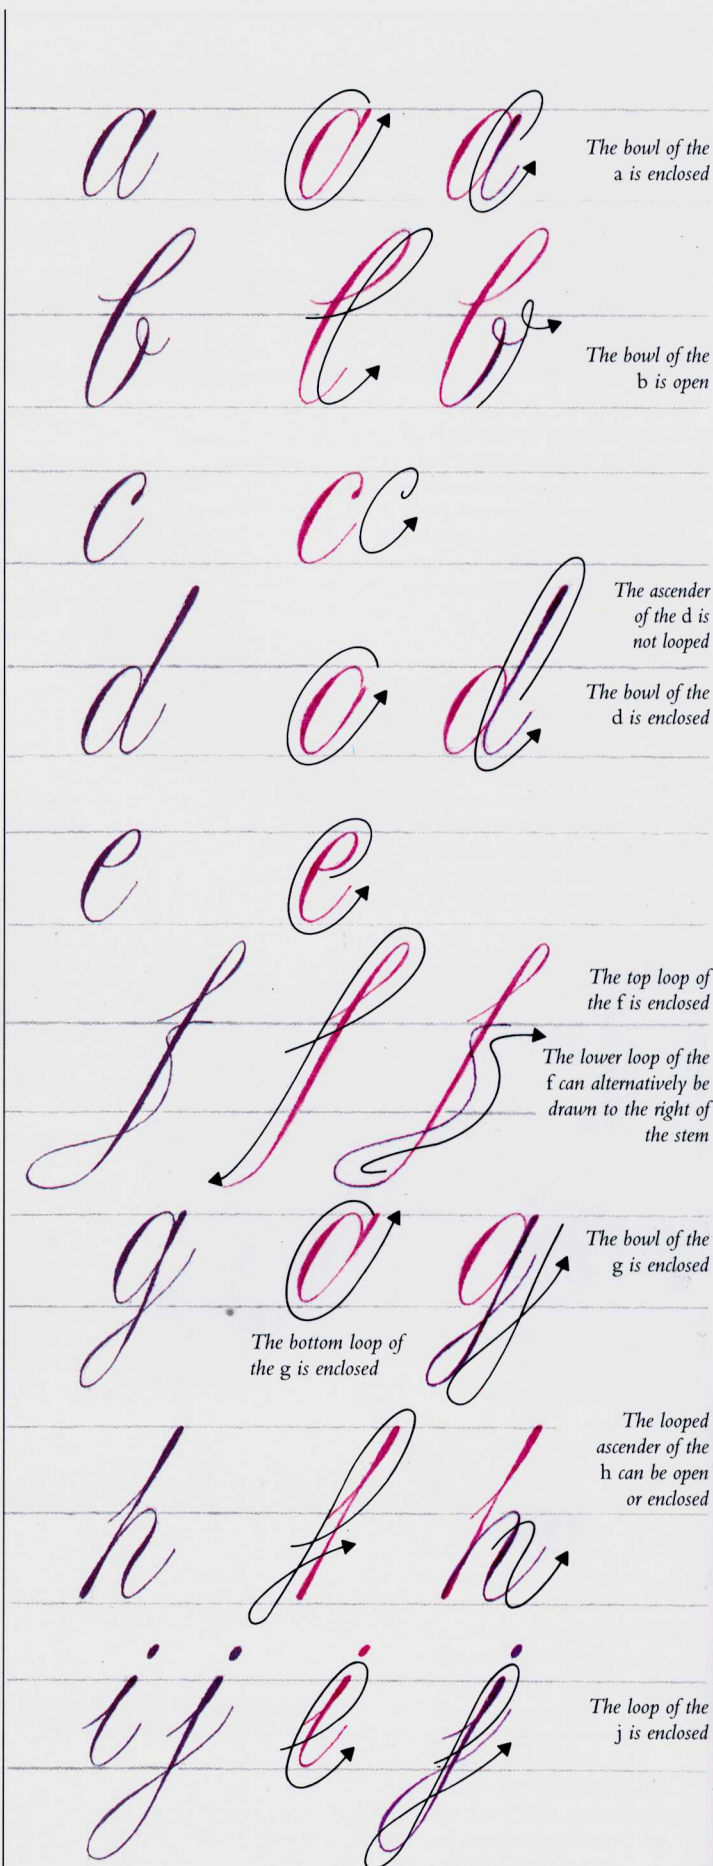 a a a
The bowl of the
a is enclosed
b b b
The bowl of the
b is open
c c c
The ascender
of the d is
not looped
d o d
The bowl of the
d is enclosed
e e
The top loop of
the f is enclosed
f f f
The lower loop of the
f can alternatively be
drawn to the right of
the stem
g a g
The bowl of the
g is enclosed
The bottom loop of
the g is enclosed
The looped
ascender of the
h can be open
or enclosed
h h
i j i j
The loop of the
j is enclosed